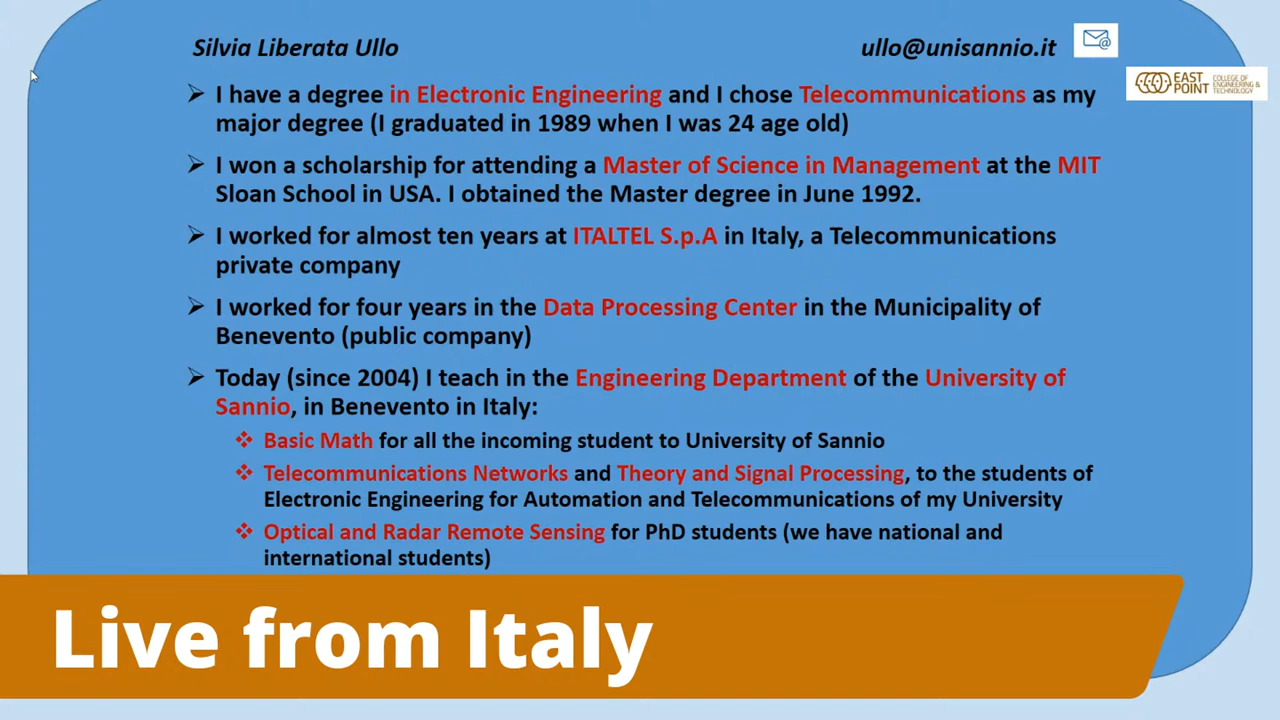 Silvia Liberata Ullo
ullo@unisannio.it
EAST POINT
COLLEGE OF ENGINEERING & TECHNOLOGY
I have a degree in Electronic Engineering and I chose Telecommunications as my
major degree (I graduated in 1989 when I was 24 age old)
I won a scholarship for attending a Master of Science in Management at the MIT
Sloan School in USA. I obtained the Master degree in June 1992.
I worked for almost ten years at ITALTEL S.p.A in Italy, a Telecommunications
private company
I worked for four years in the Data Processing Center in the Municipality of
Benevento (public company)
Today (since 2004) I teach in the Engineering Department of the University of
Sannio, in Benevento in Italy:
Basic Math for all the incoming student to University of Sannio
Telecommunications Networks and Theory and Signal Processing, to the students of
Electronic Engineering for Automation and Telecommunications of my University
Optical and Radar Remote Sensing for PhD students (we have national and
international students)
Live from Italy